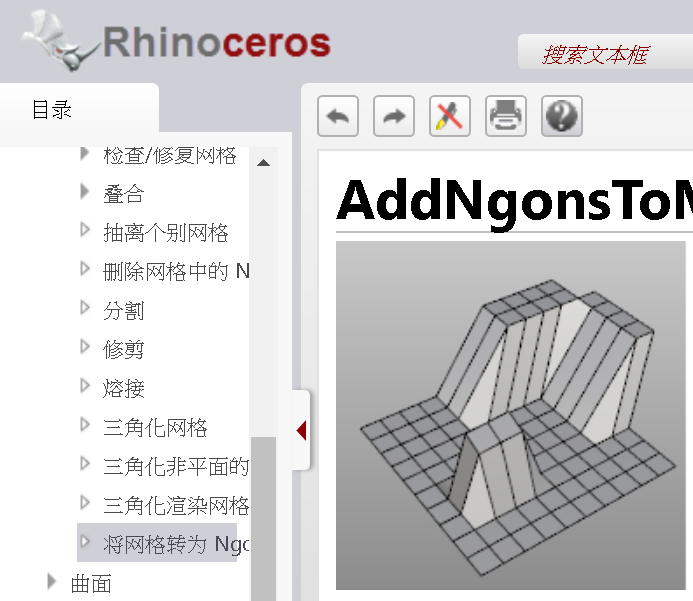 Rhinoceros
搜索文本框
目录
检查/修复网格
叠合
抽离个别网格
删除网格中的 N
分割
修剪
熔接
三角化网格
三角化非平面的
三角化渲染网格
将网格转为 Ngo
曲面
AddNgonsToM